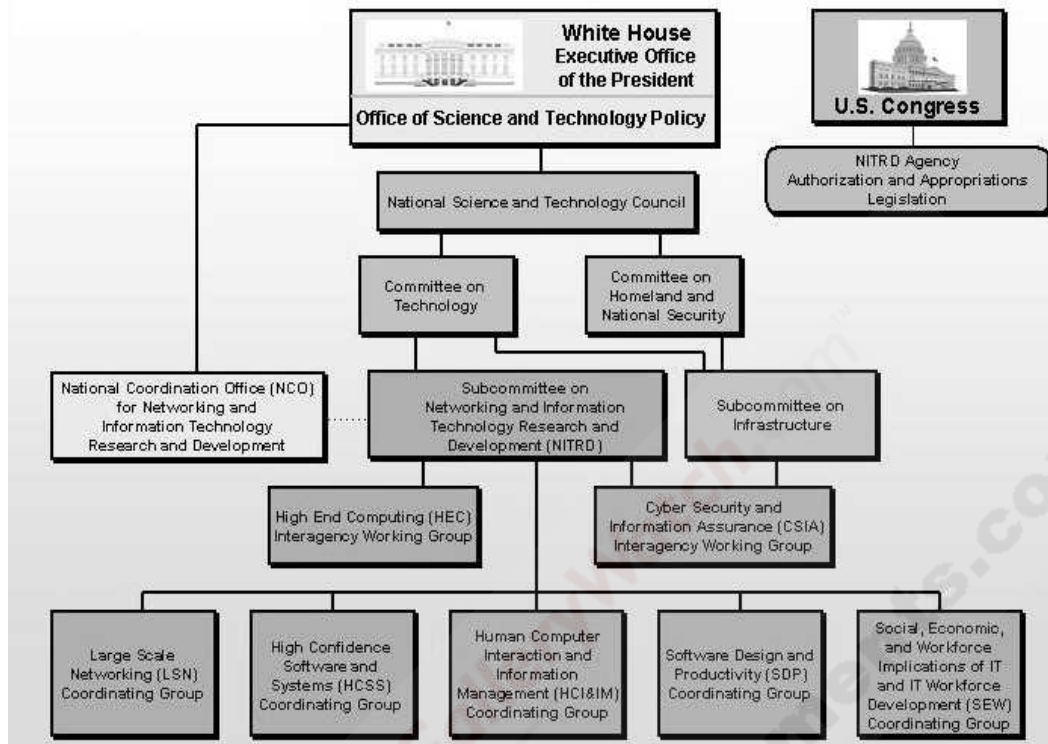 White House
Executive Office
of the President
Office of Science and Technology Policy
U.S. Congress
NITRD Agency
Authorization and Appropriations
Legislation
National Science and Technology Council
Committee on
Technology
Committee on
Homeland and
National Security
National Coordination Office (NCO)
for Networking and
Information Technology
Research and Development
Subcommittee on
Networking and Information
Technology Research and
Development (NITRD)
Subcommittee on
Infrastructure
High End Computing (HEC)
Interagency Working Group
Cyber Security and
Information Assurance (CSIA)
Interagency Working Group
Large Scale
Networking (LSN)
Coordinating Group
High Confidence
Software and
Systems (HCSS)
Coordinating Group
Human Computer
Interaction and
Information
Management (HCI&IM)
Coordinating Group
Software Design and
Productivity (SDP)
Coordinating Group
Social, Economic,
and Workforce
Implications of IT
and IT Workforce
Development (SEW)
Coordinating Group